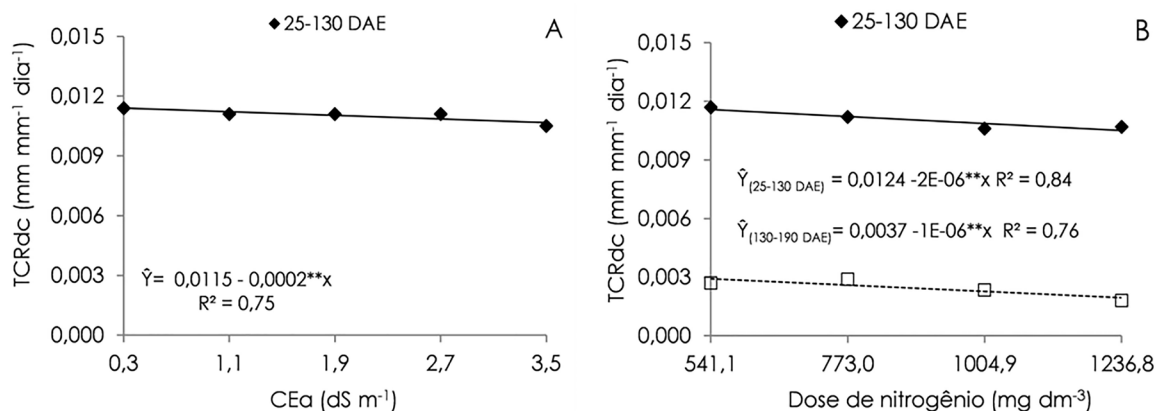 ◆ 25-130 DAE
A
TCRdc (mm mm⁻¹ dia⁻¹)
0,015
0,012
0,009
0,006
0,003
0,000
Ŷ= 0,0115 - 0,0002**x
R² = 0,75
0,3 1,1 1,9 2,7 3,5
CEa (dS m⁻¹)
◆ 25-130 DAE
B
TCRdc (mm mm⁻¹ dia⁻¹)
0,015
0,012
0,009
0,006
0,003
0,000
Ŷ(25-130 DAE) = 0,0124 -2E-06**x R² = 0,84
Ŷ(130-190 DAE) = 0,0037 -1E-06**x R² = 0,76
541,1 773,0 1004,9 1236,8
Dose de nitrogênio (mg dm⁻³)